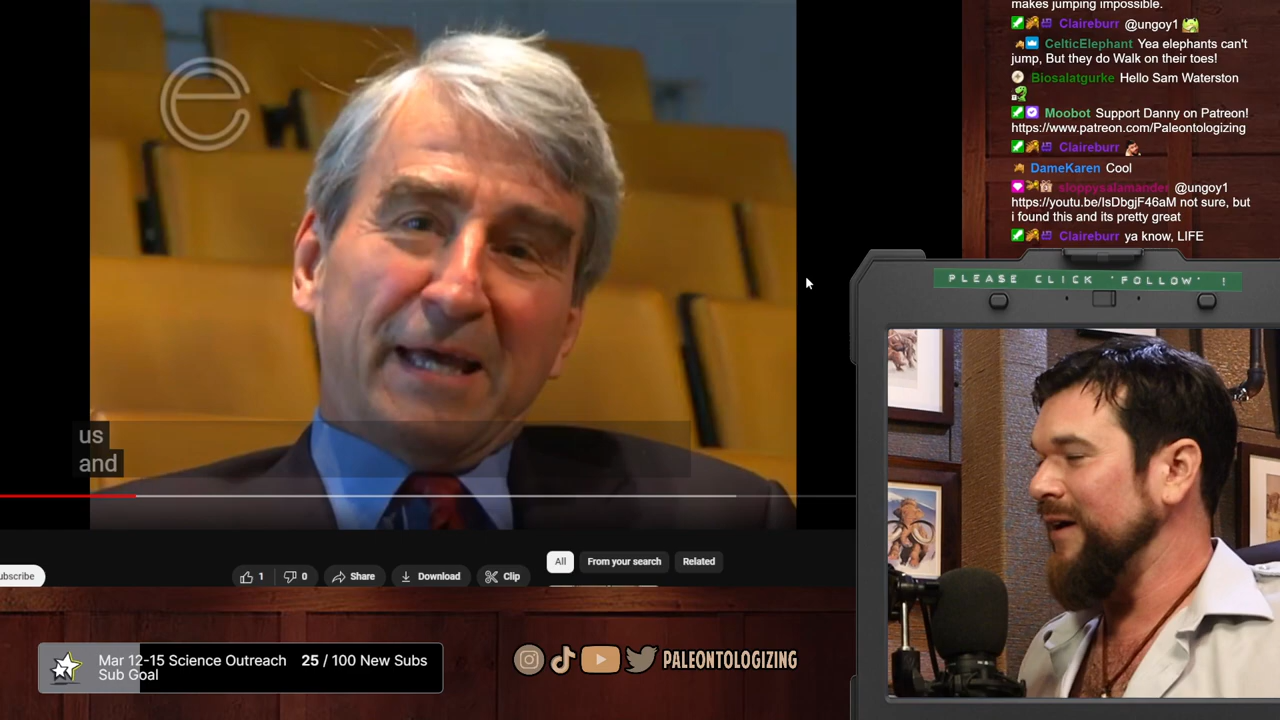 makes jumping impossible.
Claireburr @ungoy1
CelticElephant Yea elephants can't
jump, But they do Walk on their toes!
Biosalatgurke Hello Sam Waterston
Moobot Support Danny on Patreon!
https://www.patreon.com/Paleontologizing
Claireburr
DameKaren Cool
sloppysalamander @ungoy1
https://youtu.be/IsDbgjF46aM not sure, but
i found this and its pretty great
Claireburr ya know, LIFE
PLEASE CLICK 'FOLLOW' !
e
us
and
ubscribe
1
0
Share
Download
Clip
All
From your search
Related
Mar 12-15 Science Outreach 25 / 100 New Subs
Sub Goal
PALEONTOLOGIZING